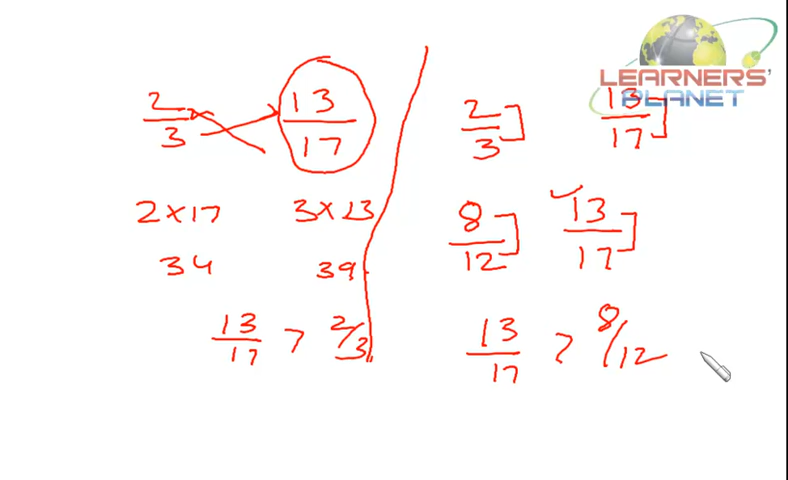 LEARNERS'
PLANET
2/3 13/17
2×17 3×13
34 39
13/17 > 2/3
2/3 13/17
8/12 13/17
13/17 > 8/12